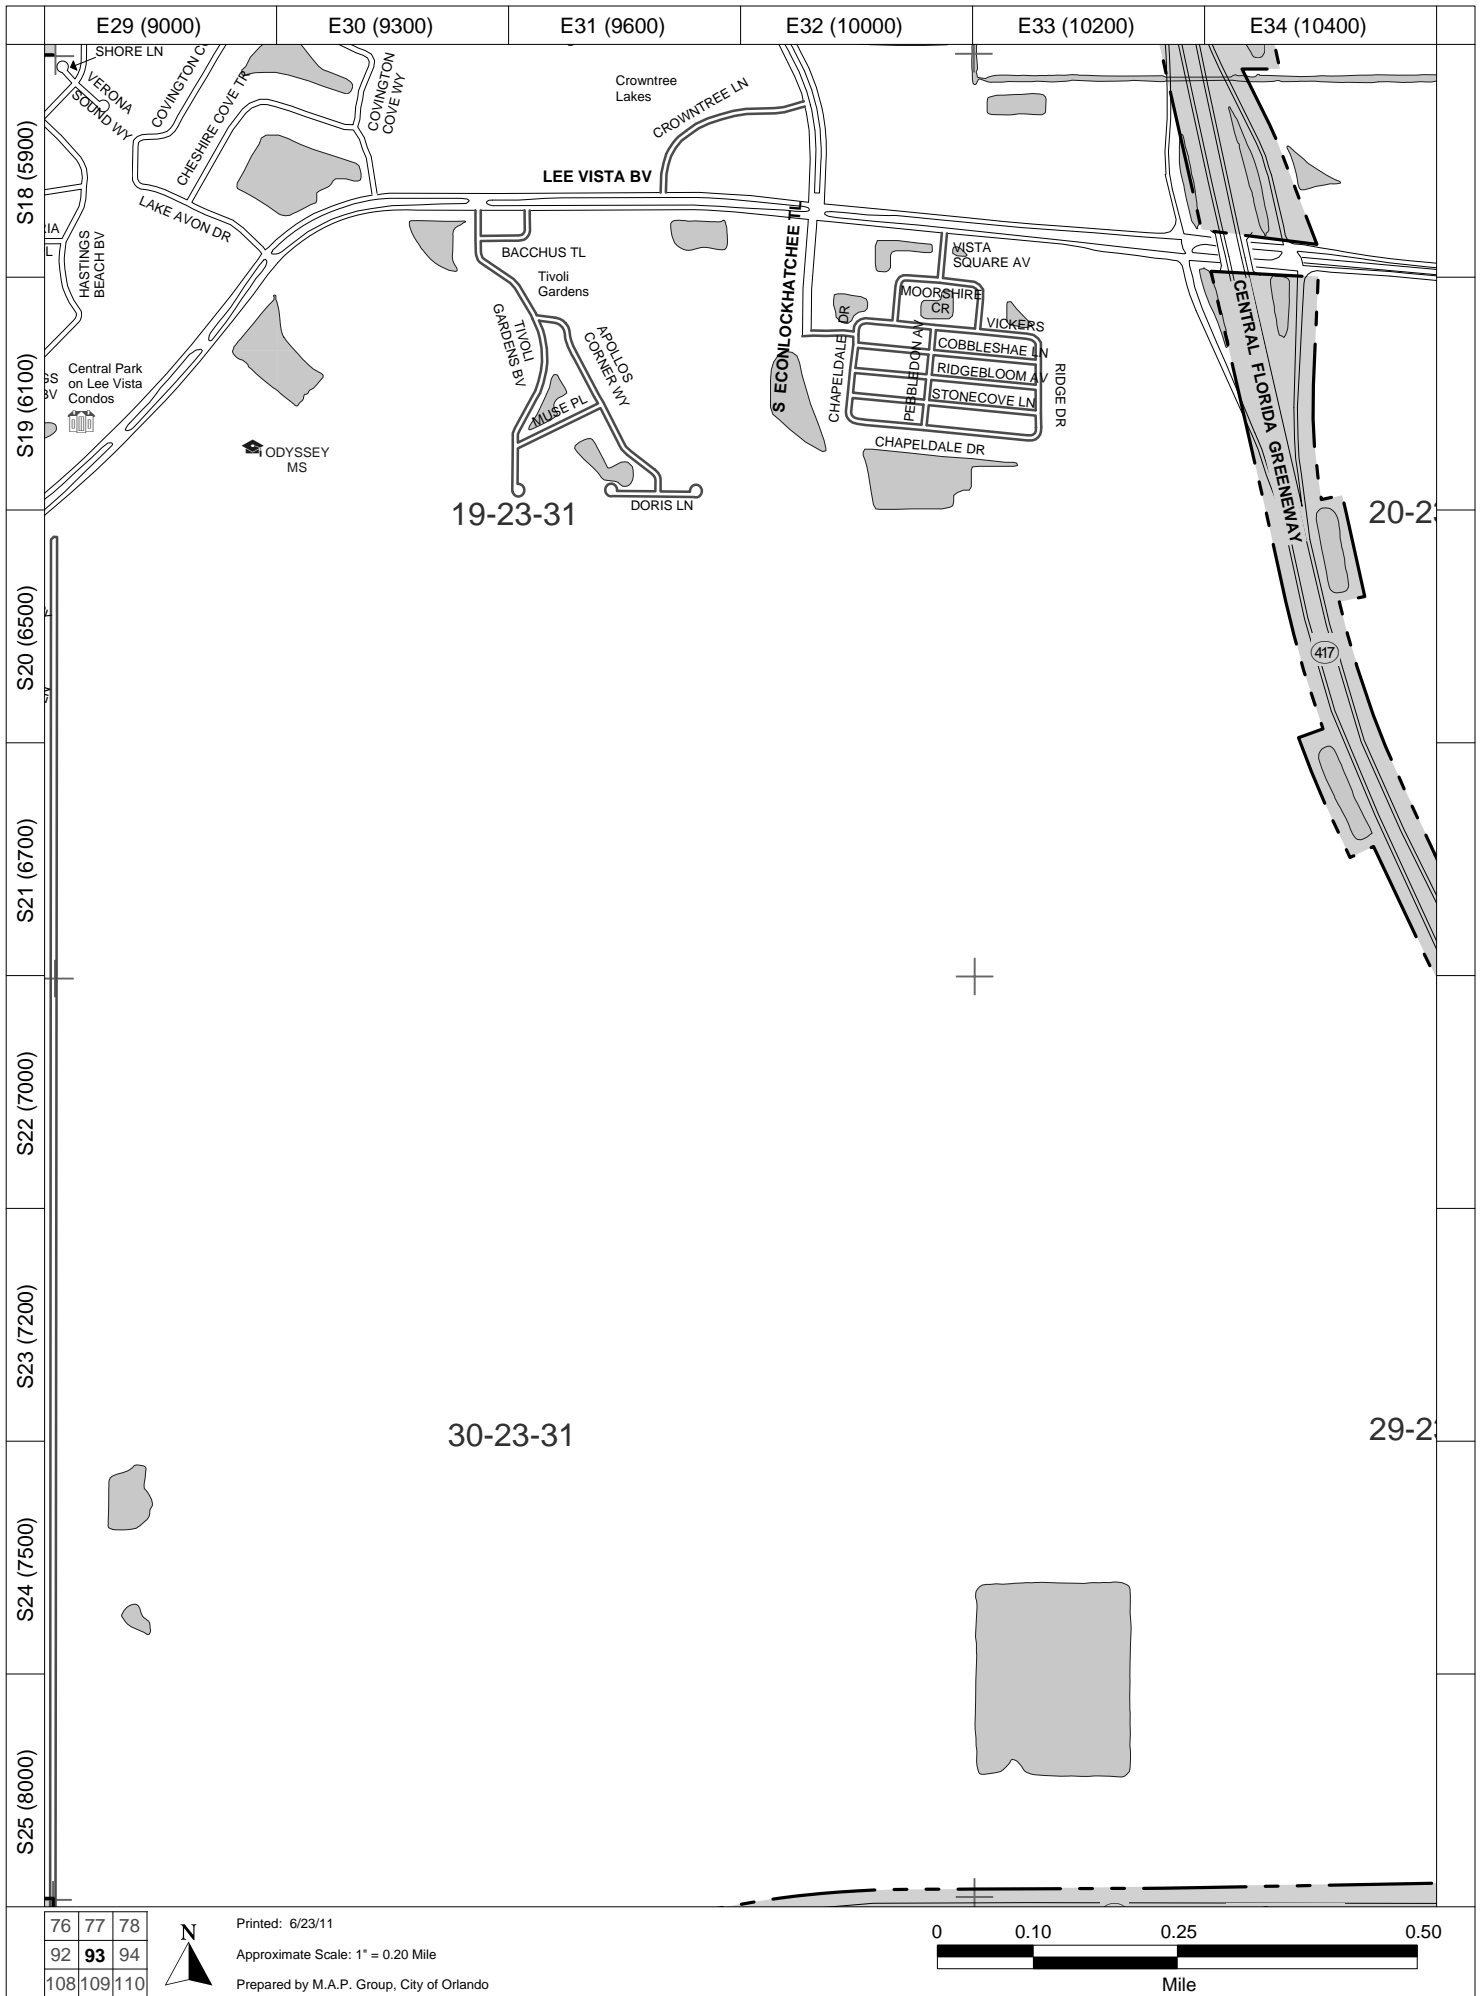 E29 (9000)
E30 (9300)
E31 (9600)
E32 (10000)
E33 (10200)
E34 (10400)
S18 (5900)
S19 (6100)
S20 (6500)
S21 (6700)
S22 (7000)
S23 (7200)
S24 (7500)
S25 (8000)
SHORE LN
VERONA
SOUND WY
COVINGTON
CHESHIRE COVE TR
COVINGTON
COVE WY
Crowntree
Lakes
CROWNTREE LN
LEE VISTA BV
LAKE AVON DR
HASTINGS
BEACH BV
IA
L
BACCHUS TL
Tivoli
Gardens
TIVOLI
GARDENS BV
APOLLOS
CORNER WY
MUSE PL
DORIS LN
S ECONLOCKHATCHEE TL
VISTA
SQUARE AV
MOORSHIRE
CR
VICKERS
RIDGE DR
COBBLESHAE LN
RIDGEBLOOM AV
STONECOVE LN
PEBBLEDON AV
CHAPELDALE DR
CHAPELDALE DR
CENTRAL FLORIDA GREENEWAY
417
GS
BV
Central Park
on Lee Vista
Condos
ODYSSEY
MS
19-23-31
20-23
30-23-31
29-23
76 77 78
92 93 94
108 109 110
N
Printed: 6/23/11
Approximate Scale: 1" = 0.20 Mile
Prepared by M.A.P. Group, City of Orlando
0 0.10 0.25 0.50
Mile